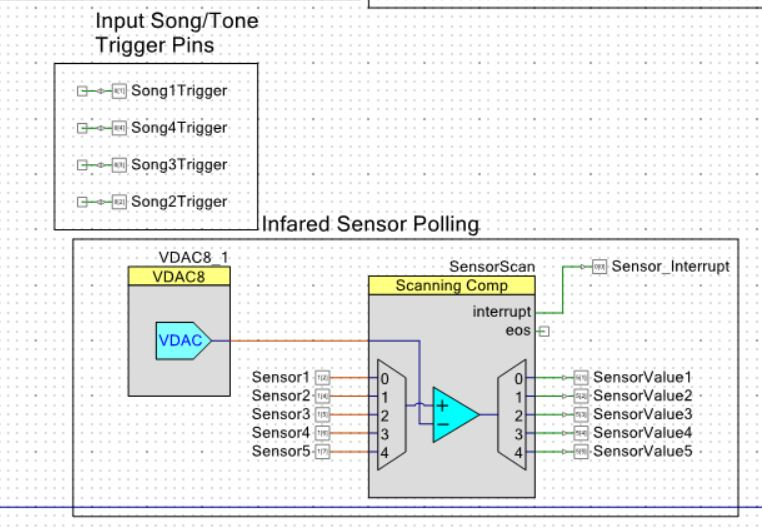 Input Song/Tone
Trigger Pins
Song1Trigger
Song4Trigger
Song3Trigger
Song2Trigger
Infared Sensor Polling
VDAC8_1
VDAC8
VDAC
SensorScan
Scanning Comp
interrupt
eos
Sensor_Interrupt
Sensor1 0 0 SensorValue1
Sensor2 1 1 SensorValue2
Sensor3 2 2 SensorValue3
Sensor4 3 3 SensorValue4
Sensor5 4 4 SensorValue5
+
−